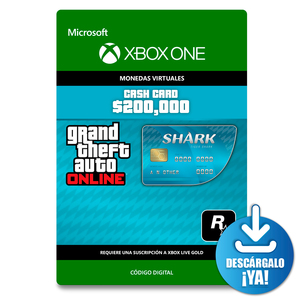 Microsoft
XBOX ONE
MONEDAS VIRTUALES
CASH CARD
$200,000
grand
theft
auto
ONLINE
SHARK
R
REQUIERE UNA SUSCRIPCIÓN A XBOX LIVE GOLD
CÓDIGO DIGITAL
DESCÁRGALO
¡YA!